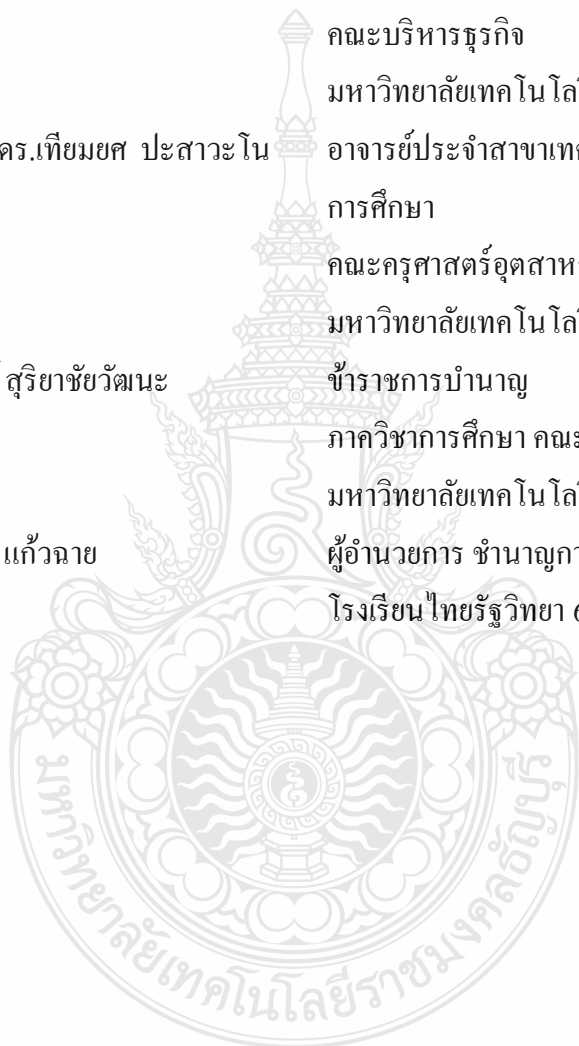 คณะบริหารธุรกิจ
มหาวิทยาลัยเทคโนโลยี
ดร.เทียมยศ ปะสาวะโน อาจารย์ประจำสาขา
การศึกษา
คณะครุศาสตร์อุตสาหกรรม
มหาวิทยาลัยเทคโนโลยี
สุริยาชัยวัฒนะ ข้าราชการบำนาญ
ภาควิชาการศึกษา คณะ
มหาวิทยาลัยเทคโนโลยี
แก้วฉาย ผู้อำนวยการ ชำนาญ
โรงเรียนไทยรัฐวิทยา
มหาวิทยาลัยเทคโนโลยีราชมงคลธัญบุรี